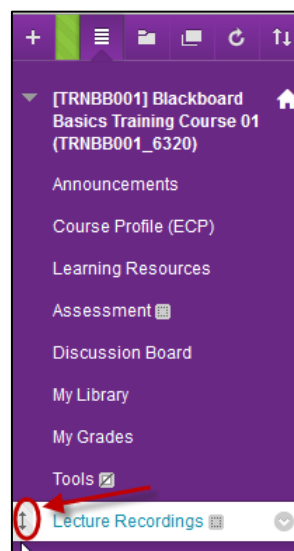 [TRNBB001] Blackboard
Basics Training Course 01
(TRNBB001_6320)
Announcements
Course Profile (ECP)
Learning Resources
Assessment
Discussion Board
My Library
My Grades
Tools
Lecture Recordings